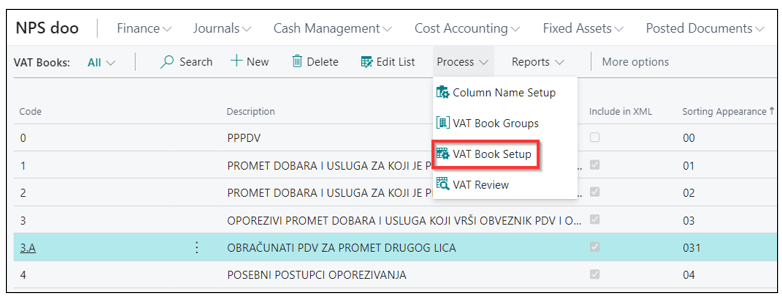 NPS doo Finance Journals Cash Management Cost Accounting Fixed Assets Posted Documents
VAT Books: All Search New Delete Edit List Process Reports More options
Column Name Setup
VAT Book Groups
VAT Book Setup
VAT Review
Code Description Include in XML Sorting Appearance ↑
0 PPPDV 00
1 PROMET DOBARA I USLUGA ZA KOJI JE P ... 01
2 PROMET DOBARA I USLUGA ZA KOJI JE P ... 02
3 OPOREZIVI PROMET DOBARA I USLUGA KOJI VRŠI OBVEZNIK PDV I O... 03
3.A OBRAČUNATI PDV ZA PROMET DRUGOG LICA 031
4 POSEBNI POSTUPCI OPOREZIVANJA 04